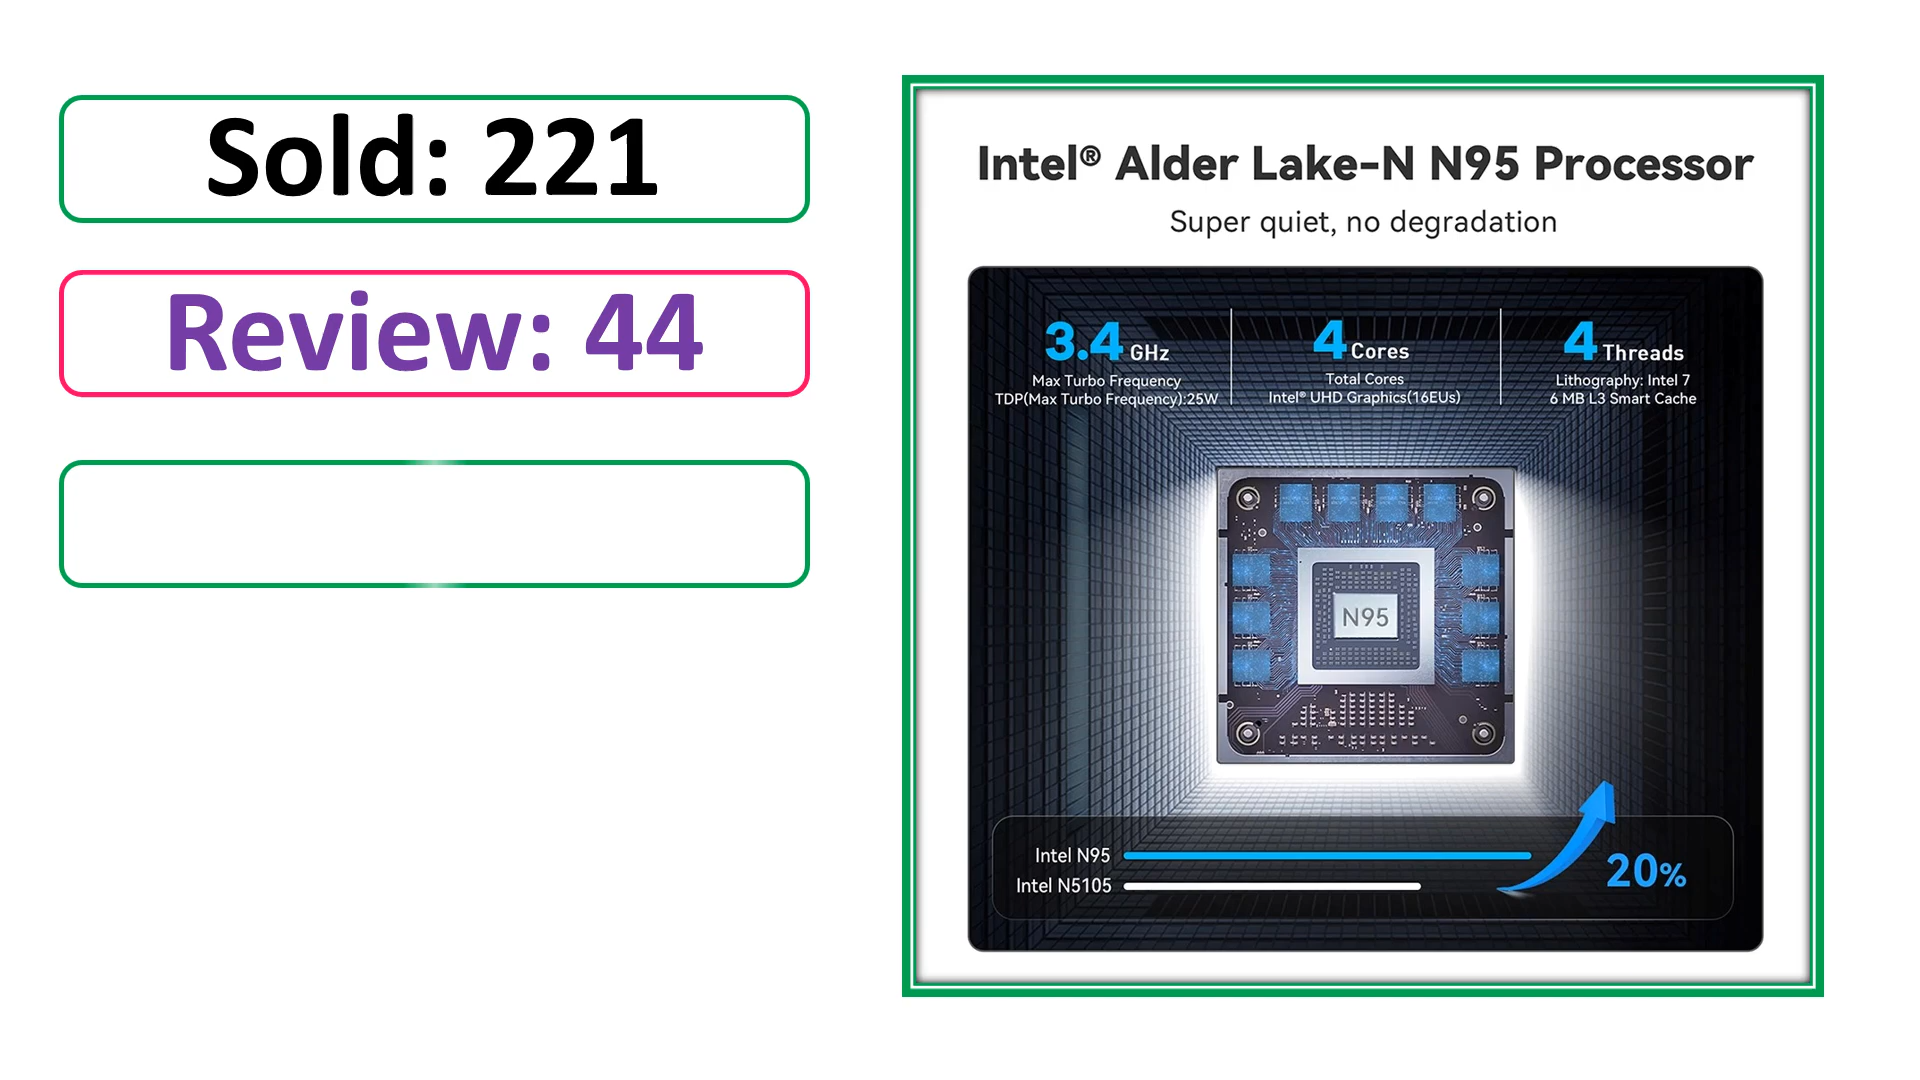 Sold: 221
Review: 44
Intel® Alder Lake-N N95 Processor
Super quiet, no degradation
3.4 GHz
Max Turbo Frequency
TDP(Max Turbo Frequency):25W
4 Cores
Total Cores
Intel® UHD Graphics(16EUs)
4 Threads
Lithography: Intel 7
6 MB L3 Smart Cache
N95
Intel N95
Intel N5105
20%